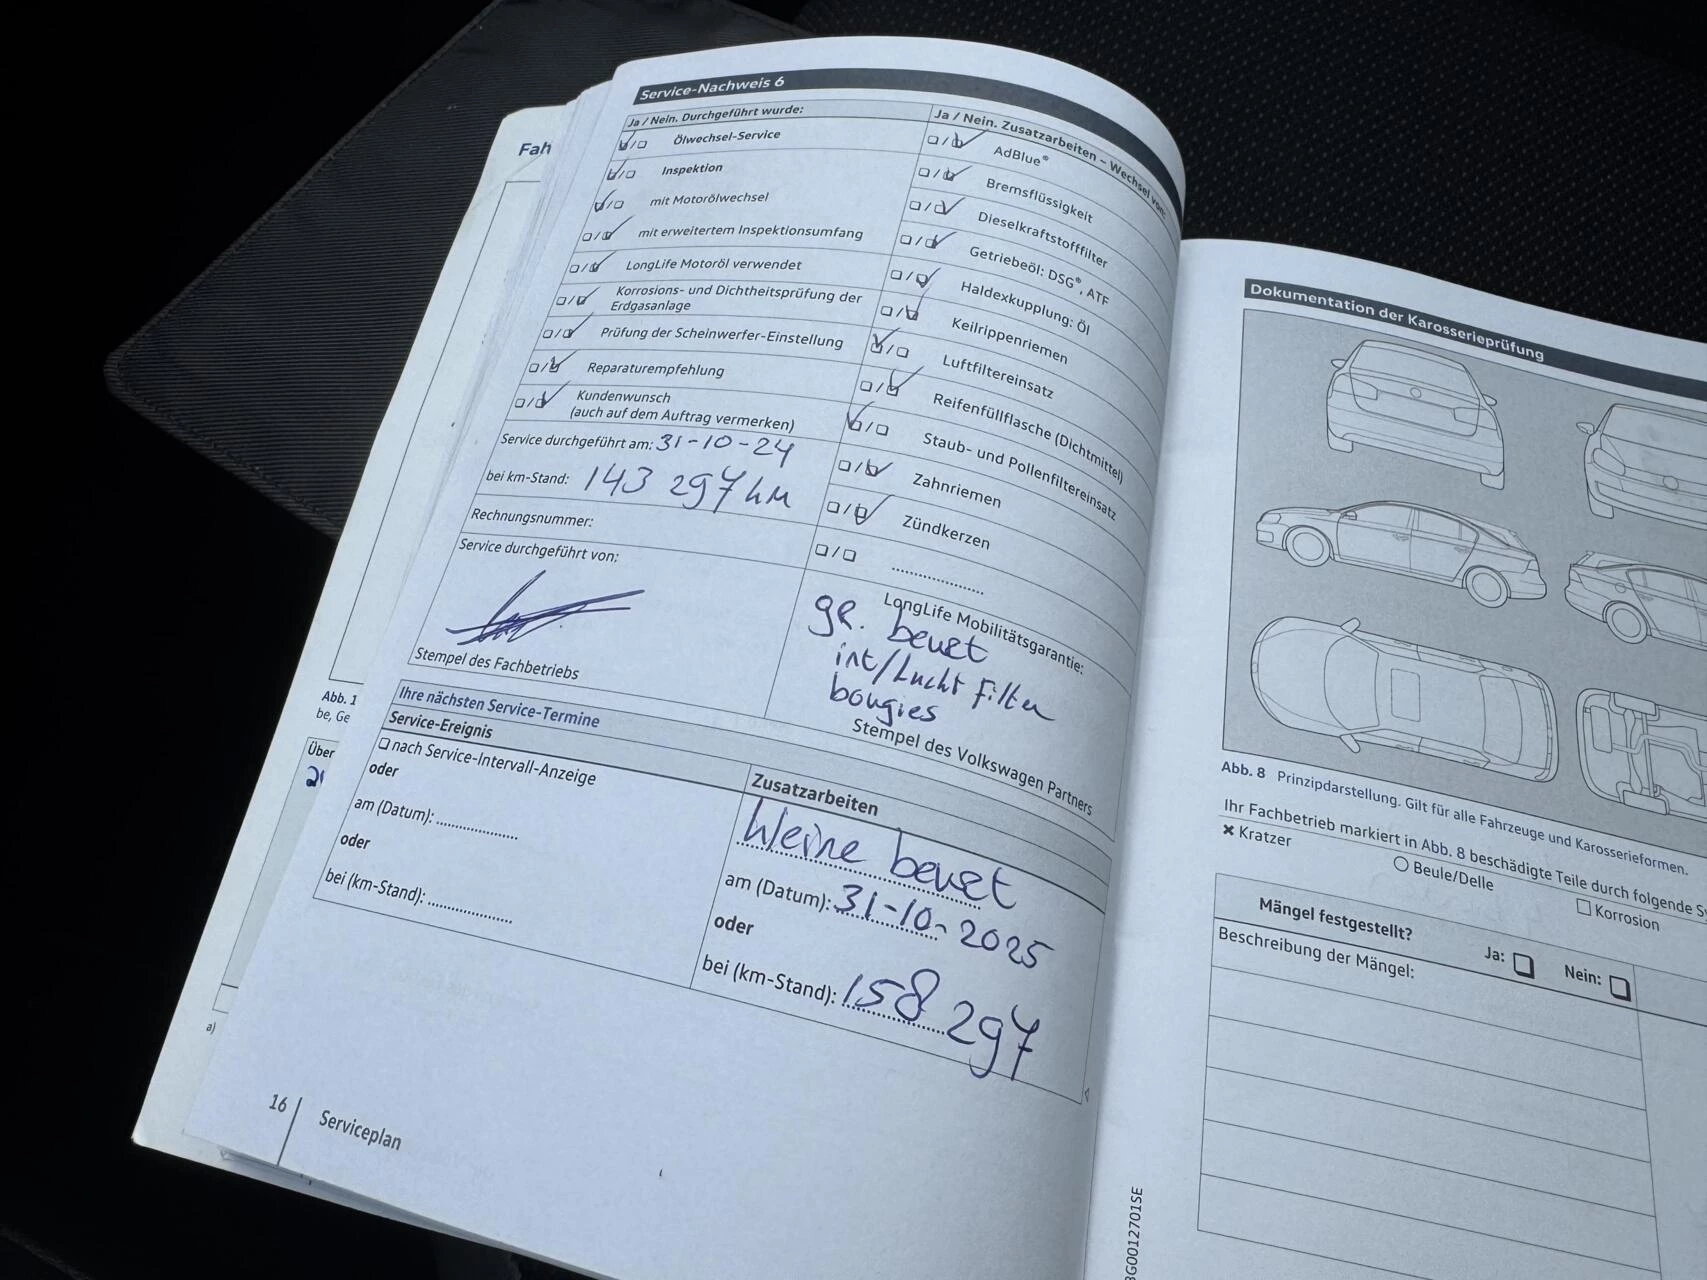 Service-Nachweis 6
Ja / Nein. Durchgeführt wurde:
Ölwechsel-Service
Inspektion
mit Motorölwechsel
mit erweitertem Inspektionsumfang
LongLife Motoröl verwendet
Korrosions- und Dichtheitsprüfung der
Erdgasanlage
Prüfung der Scheinwerfer-Einstellung
Reparaturempfehlung
Kundenwunsch
(auch auf dem Auftrag vermerken)
Service durchgeführt am: 31-10-24
bei km-Stand: 143 297 km
Rechnungsnummer:
Service durchgeführt von:
Stempel des Fachbetriebs
Ja / Nein. Zusatzarbeiten – Wechsel von:
AdBlue®
Bremsflüssigkeit
Dieselkraftstofffilter
Getriebeöl: DSG®, ATF
Haldexkupplung: Öl
Keilrippenriemen
Luftfiltereinsatz
Reifenfüllflasche (Dichtmittel)
Staub- und Pollenfiltereinsatz
Zahnriemen
Zündkerzen
....................
LongLife Mobilitätsgarantie:
gr. beurt
int/Lucht Filter
bougies
Stempel des Volkswagen Partners
Ihre nächsten Service-Termine
Service-Ereignis
nach Service-Intervall-Anzeige
oder
am (Datum): ..................
oder
bei (km-Stand): ..................
Zusatzarbeiten
kleine beurt
am (Datum): 31-10-2025
oder
bei (km-Stand): 158 297
16
Serviceplan
Fah
Abb. 1
be, Ge
Über
a)
Dokumentation der Karosserieprüfung
Abb. 8 Prinzipdarstellung. Gilt für alle Fahrzeuge und Karosserieformen.
Ihr Fachbetrieb markiert in Abb. 8 beschädigte Teile durch folgende Sy
Kratzer
Beule/Delle
Korrosion
Mängel festgestellt?
Ja:
Nein:
Beschreibung der Mängel:
BG0012701SE